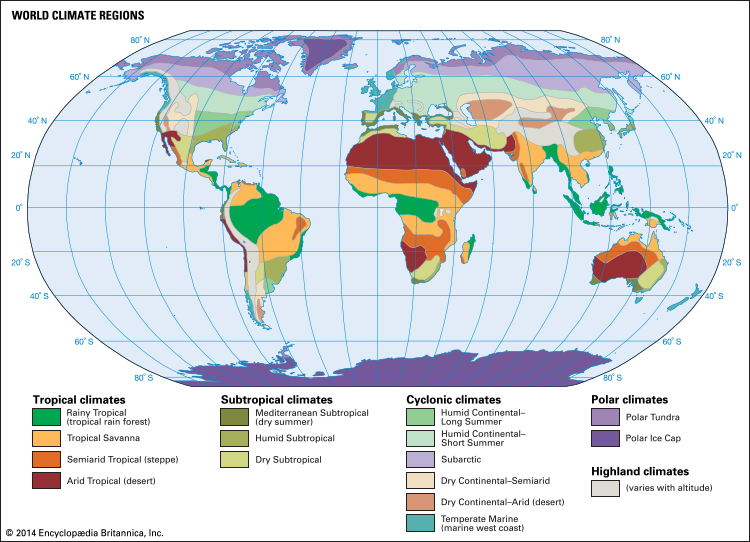 WORLD CLIMATE REGIONS
80° N
80° N
60° N
60° N
40° N
40° N
20° N
20° N
0°
0°
20° S
20° S
40° S
40° S
60° S
60° S
80° S
80° S
Tropical climates
Rainy Tropical
(tropical rain forest)
Tropical Savanna
Semiarid Tropical (steppe)
Arid Tropical (desert)
Subtropical climates
Mediterranean Subtropical
(dry summer)
Humid Subtropical
Dry Subtropical
Cyclonic climates
Humid Continental–
Long Summer
Humid Continental–
Short Summer
Subarctic
Dry Continental–Semiarid
Dry Continental–Arid (desert)
Temperate Marine
(marine west coast)
Polar climates
Polar Tundra
Polar Ice Cap
Highland climates
(varies with altitude)
© 2014 Encyclopædia Britannica, Inc.